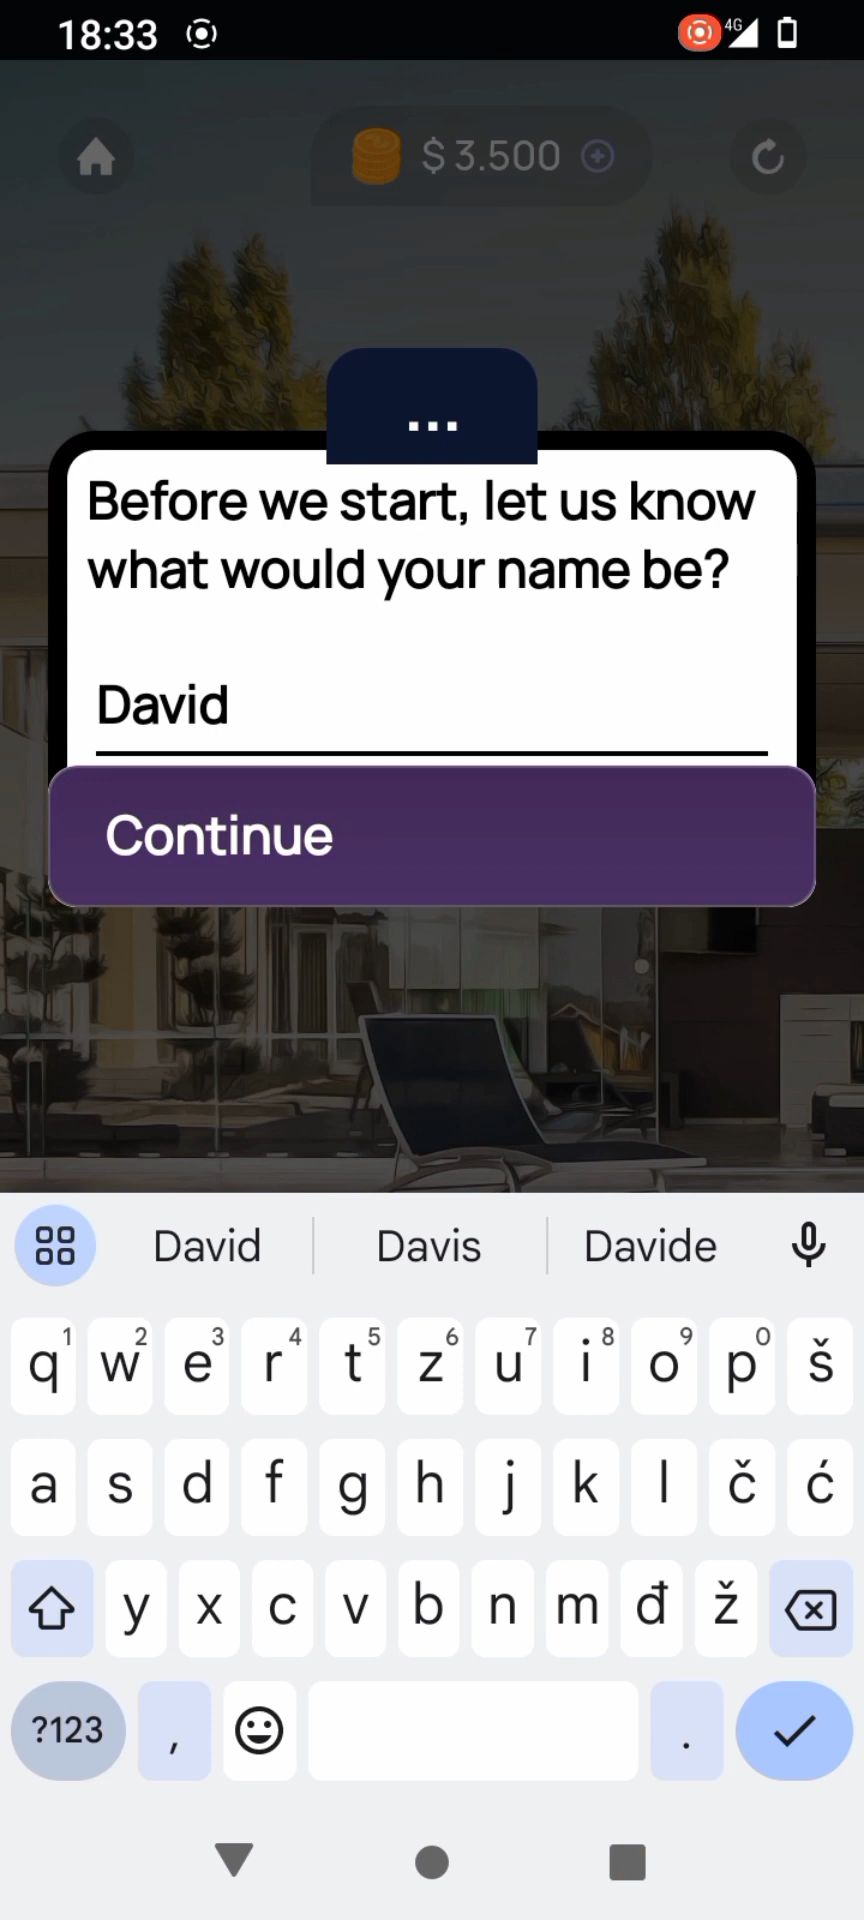 18:33
4G
$ 3.500
...
Before we start, let us know
what would your name be?
David
Continue
David Davis Davide
q1 w2 e3 r4 t5 z6 u7 i8 o9 p0 š
a s d f g h j k l č ć
y x c v b n m đ ž
?123 , .